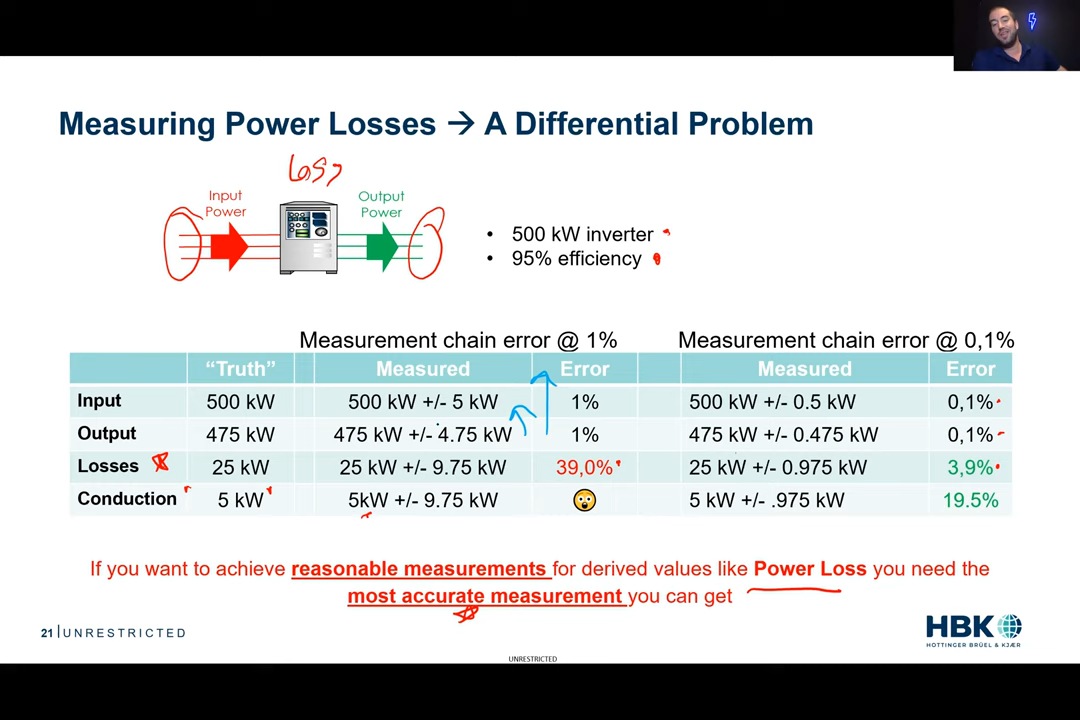 Measuring Power Losses → A Differential Problem
Loss
Input
Power
Output
Power
• 500 kW inverter
• 95% efficiency
Measurement chain error @ 1%
Measurement chain error @ 0,1%
“Truth” Measured Error Measured Error
Input 500 kW 500 kW +/- 5 kW 1% 500 kW +/- 0.5 kW 0,1%
Output 475 kW 475 kW +/- 4.75 kW 1% 475 kW +/- 0.475 kW 0,1%
Losses 25 kW 25 kW +/- 9.75 kW 39,0% 25 kW +/- 0.975 kW 3,9%
Conduction 5 kW 5kW +/- 9.75 kW 😲 5 kW +/- .975 kW 19.5%
If you want to achieve reasonable measurements for derived values like Power Loss you need the
most accurate measurement you can get
21 | UNRESTRICTED
HBK
HOTTINGER BRÜEL & KJÆR
UNRESTRICTED